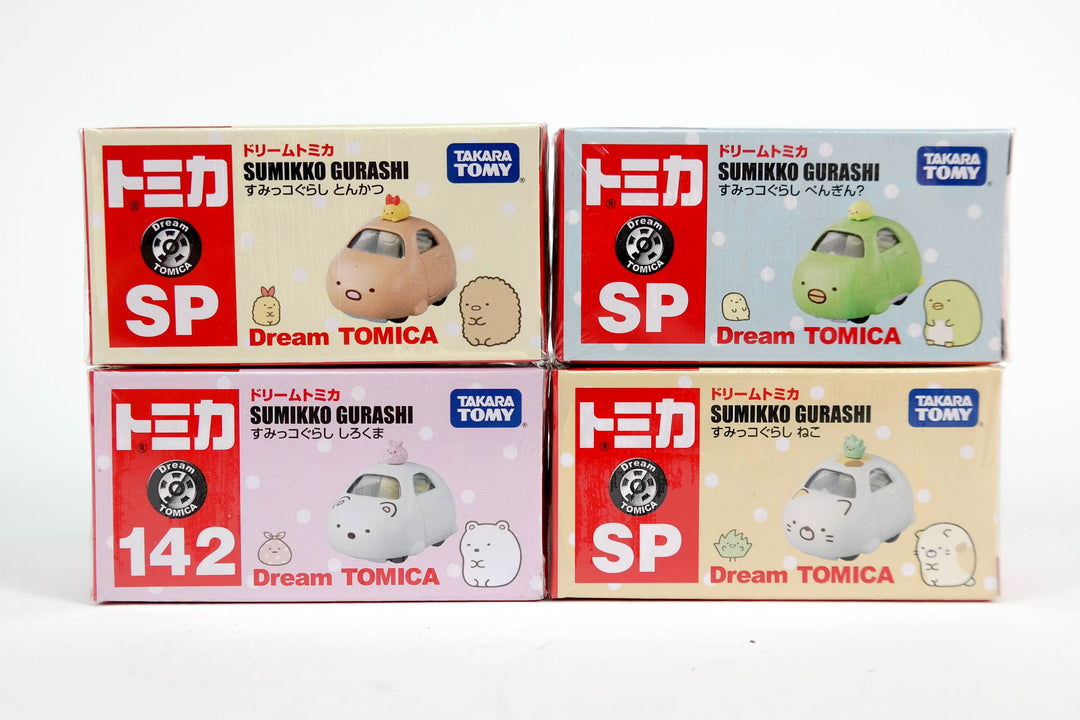 トミカ®
Dream
TOMICA
SP
ドリームトミカ
SUMIKKO GURASHI
すみっコぐらし とんかつ
TAKARA
TOMY®
Dream TOMICA
トミカ®
Dream
TOMICA
SP
ドリームトミカ
SUMIKKO GURASHI
すみっコぐらし ぺんぎん?
TAKARA
TOMY®
Dream TOMICA
トミカ®
Dream
TOMICA
142
ドリームトミカ
SUMIKKO GURASHI
すみっコぐらし しろくま
TAKARA
TOMY®
Dream TOMICA
トミカ®
Dream
TOMICA
SP
ドリームトミカ
SUMIKKO GURASHI
すみっコぐらし ねこ
TAKARA
TOMY®
Dream TOMICA